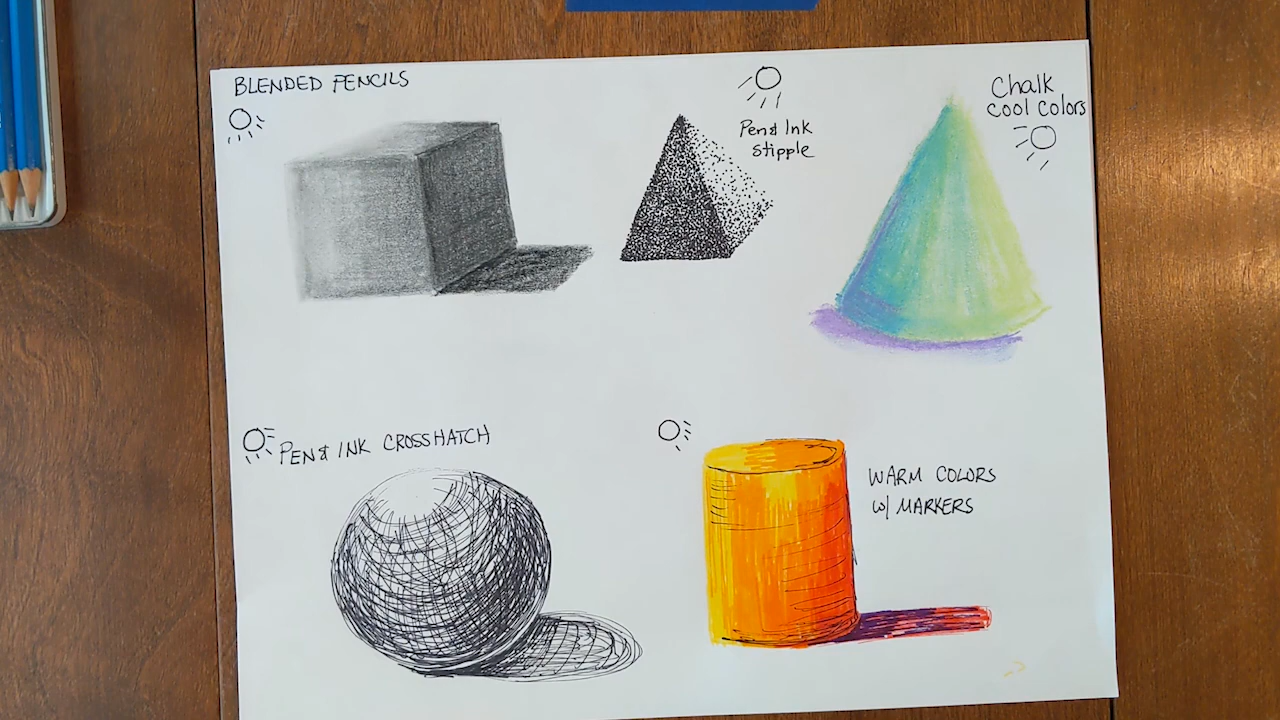 BLENDED PENCILS
Pen & Ink
stipple
Chalk
Cool Colors
PEN & INK CROSSHATCH
WARM COLORS
W/ MARKERS